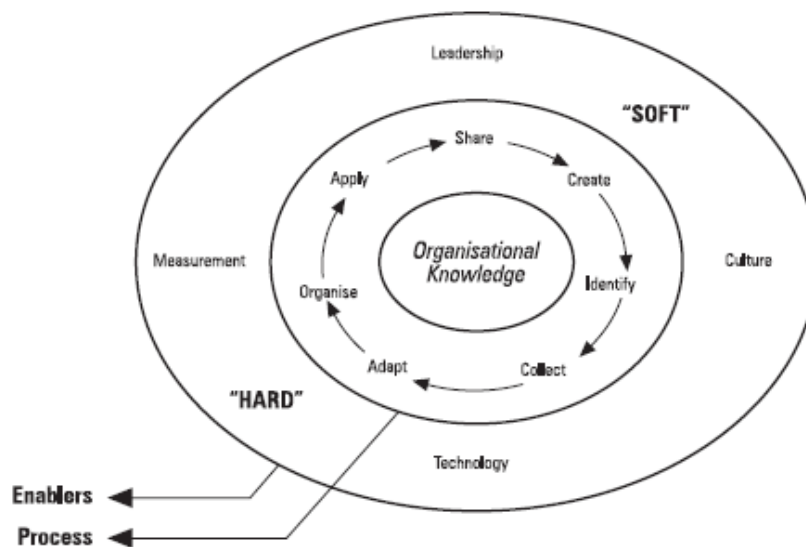 Leadership
"SOFT"
Share
Apply
Create
Measurement
Organisational
Knowledge
Culture
Organise
Identify
Adapt
Collect
"HARD"
Technology
Enablers
Process